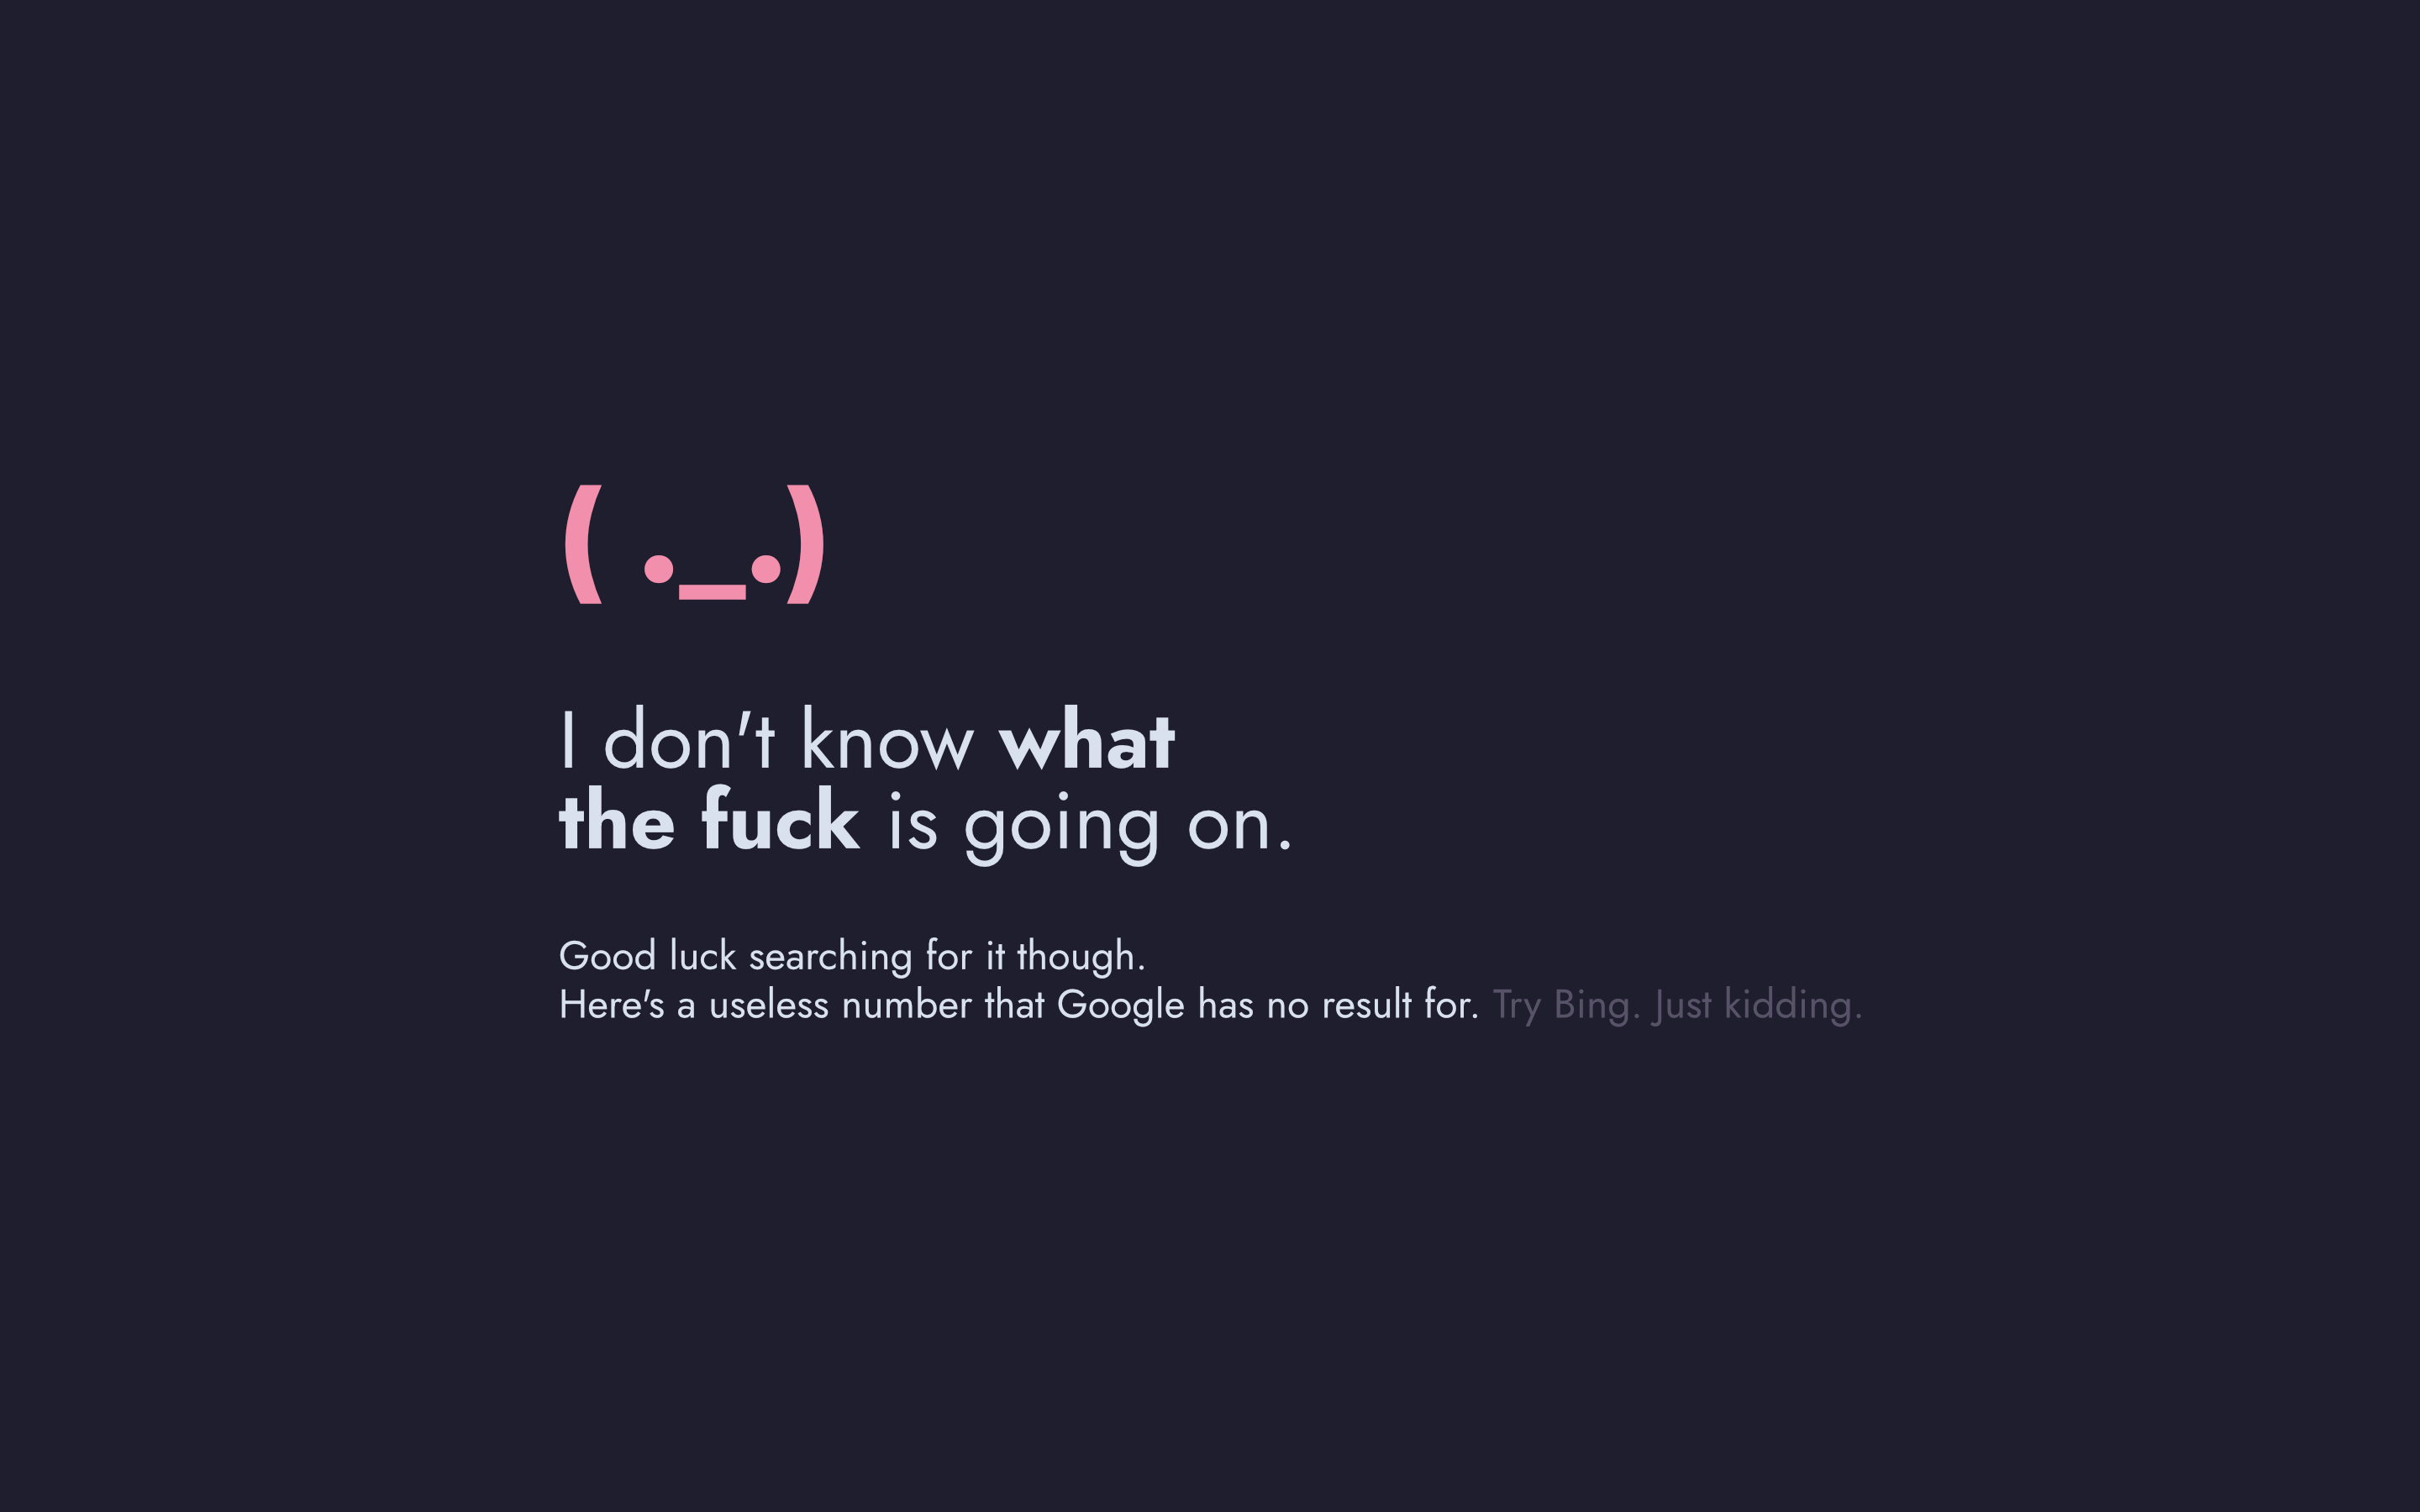 ( ._.)
I don't know what
the fuck is going on.
Good luck searching for it though.
Here's a useless number that Google has no result for. Try Bing. Just kidding.